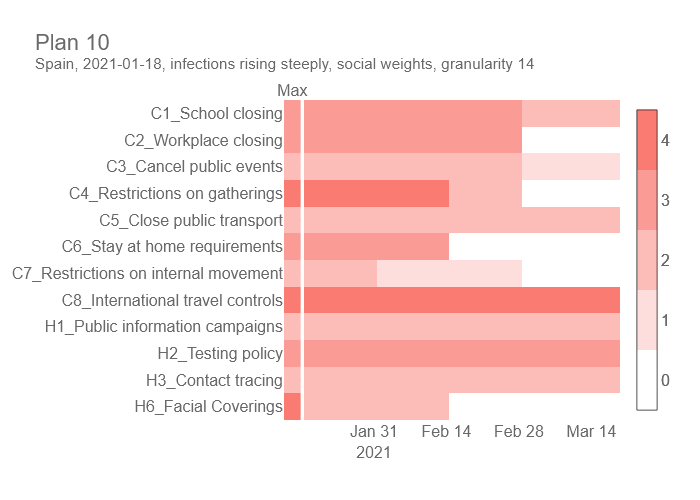 Plan 10
Spain, 2021-01-18, infections rising steeply, social weights, granularity 14
Max
C1_School closing
C2_Workplace closing
C3_Cancel public events
C4_Restrictions on gatherings
C5_Close public transport
C6_Stay at home requirements
C7_Restrictions on internal movement
C8_International travel controls
H1_Public information campaigns
H2_Testing policy
H3_Contact tracing
H6_Facial Coverings
Jan 31 Feb 14 Feb 28 Mar 14
2021
4
3
2
1
0